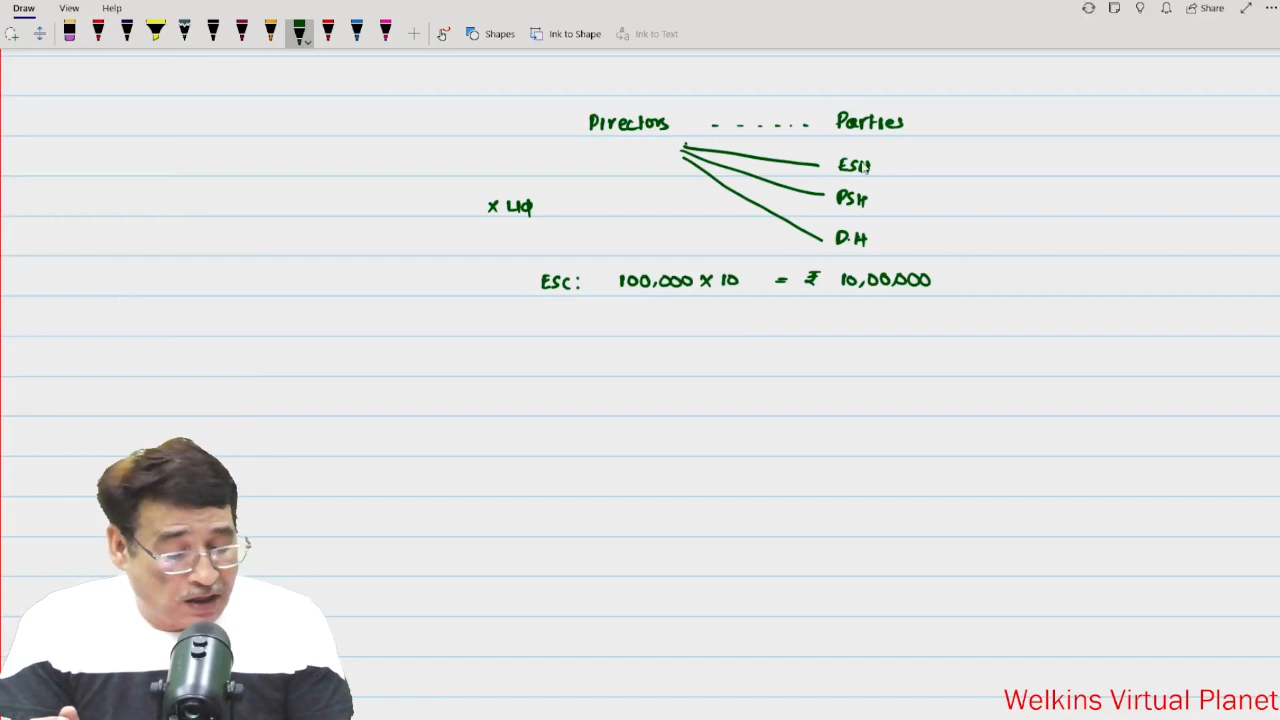 Draw View Help Share
Shapes Ink to Shape Ink to Text
Directors - - - - - - Parties
ESH
PSH
× LIQ
D.H
ESC: 100,000 × 10 = ₹ 10,00,000
Welkins Virtual Planet